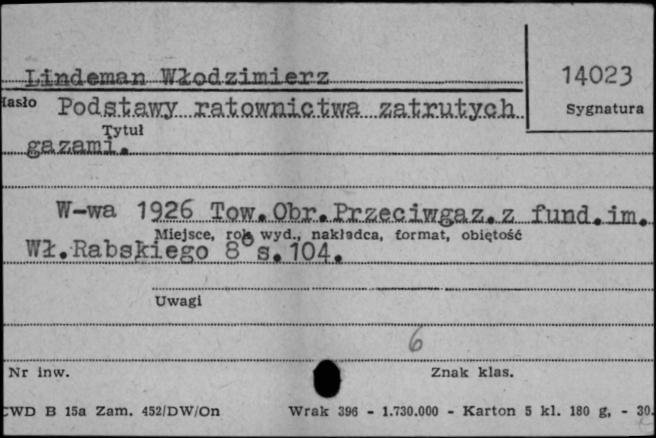 Lindeman Włodzimierz
14023
Hasło Podstawy ratownictwa zatrutych
Sygnatura
Tytuł
gazami.
W-wa 1926 Tow.Obr.Przeciwgaz.z fund.im.
Miejsce, rok wyd., nakładca, format, objętość
Wł.Rabskiego 8° s.104.
Uwagi
6
Nr inw.
Znak klas.
CWD B 15a Zam. 452/DW/On Wrak 396 - 1.730.000 - Karton 5 kl. 180 g, - 30.